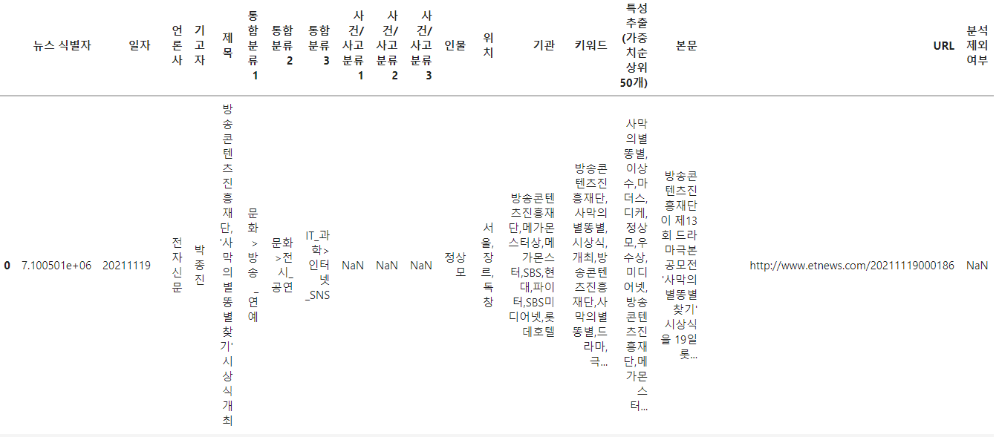 뉴스 식별자
일자
언
론
사
기
고
자
제
목
통
합
분
류
1
통합
분류
2
통합
분류
3
사
건/
사고
분류
1
사
건/
사고
분류
2
사
건/
사고
분류
3
인물
위
치
기관
키워드
특성
추출
(가중
치순
상위
50개)
본문
URL
분석
제외
여부
0
7.100501e+06
20211119
전
자
신
문
박
종
진
방
송
콘
텐
츠
진
흥
재
단,
'사
막
의
별
똥
별
찾
기'
시
상
식
개
최
문
화
>
방
송
_
연
예
문화
>전
시_
공연
IT_과
학>
인터
넷
_SNS
NaN
NaN
NaN
정상
모
서
울,
장
르,
독
창
방송콘텐
츠진흥재
단,메가몬
스터상,메
가몬스
터,SBS,현
대,파이
터,SBS미
디어넷,롯
데호텔
방송콘
텐츠진
흥재단,
사막의
별똥별,
시상식,
개최,방
송콘텐
츠진흥
재단,사
막의별
똥별,드
라마,
극...
사막
의별
똥별,
이상
수,마
더스,
디케,
정상
모,우
수상,
미디
어넷,
방송
콘텐
츠진
흥재
단,메
가몬
스
터...
방송콘
텐츠진
흥재단
이 제13
회 드라
마극본
공모전
'사막의
별똥별
찾기'
시상식
을 19일
롯...
http://www.etnews.com/20211119000186
NaN